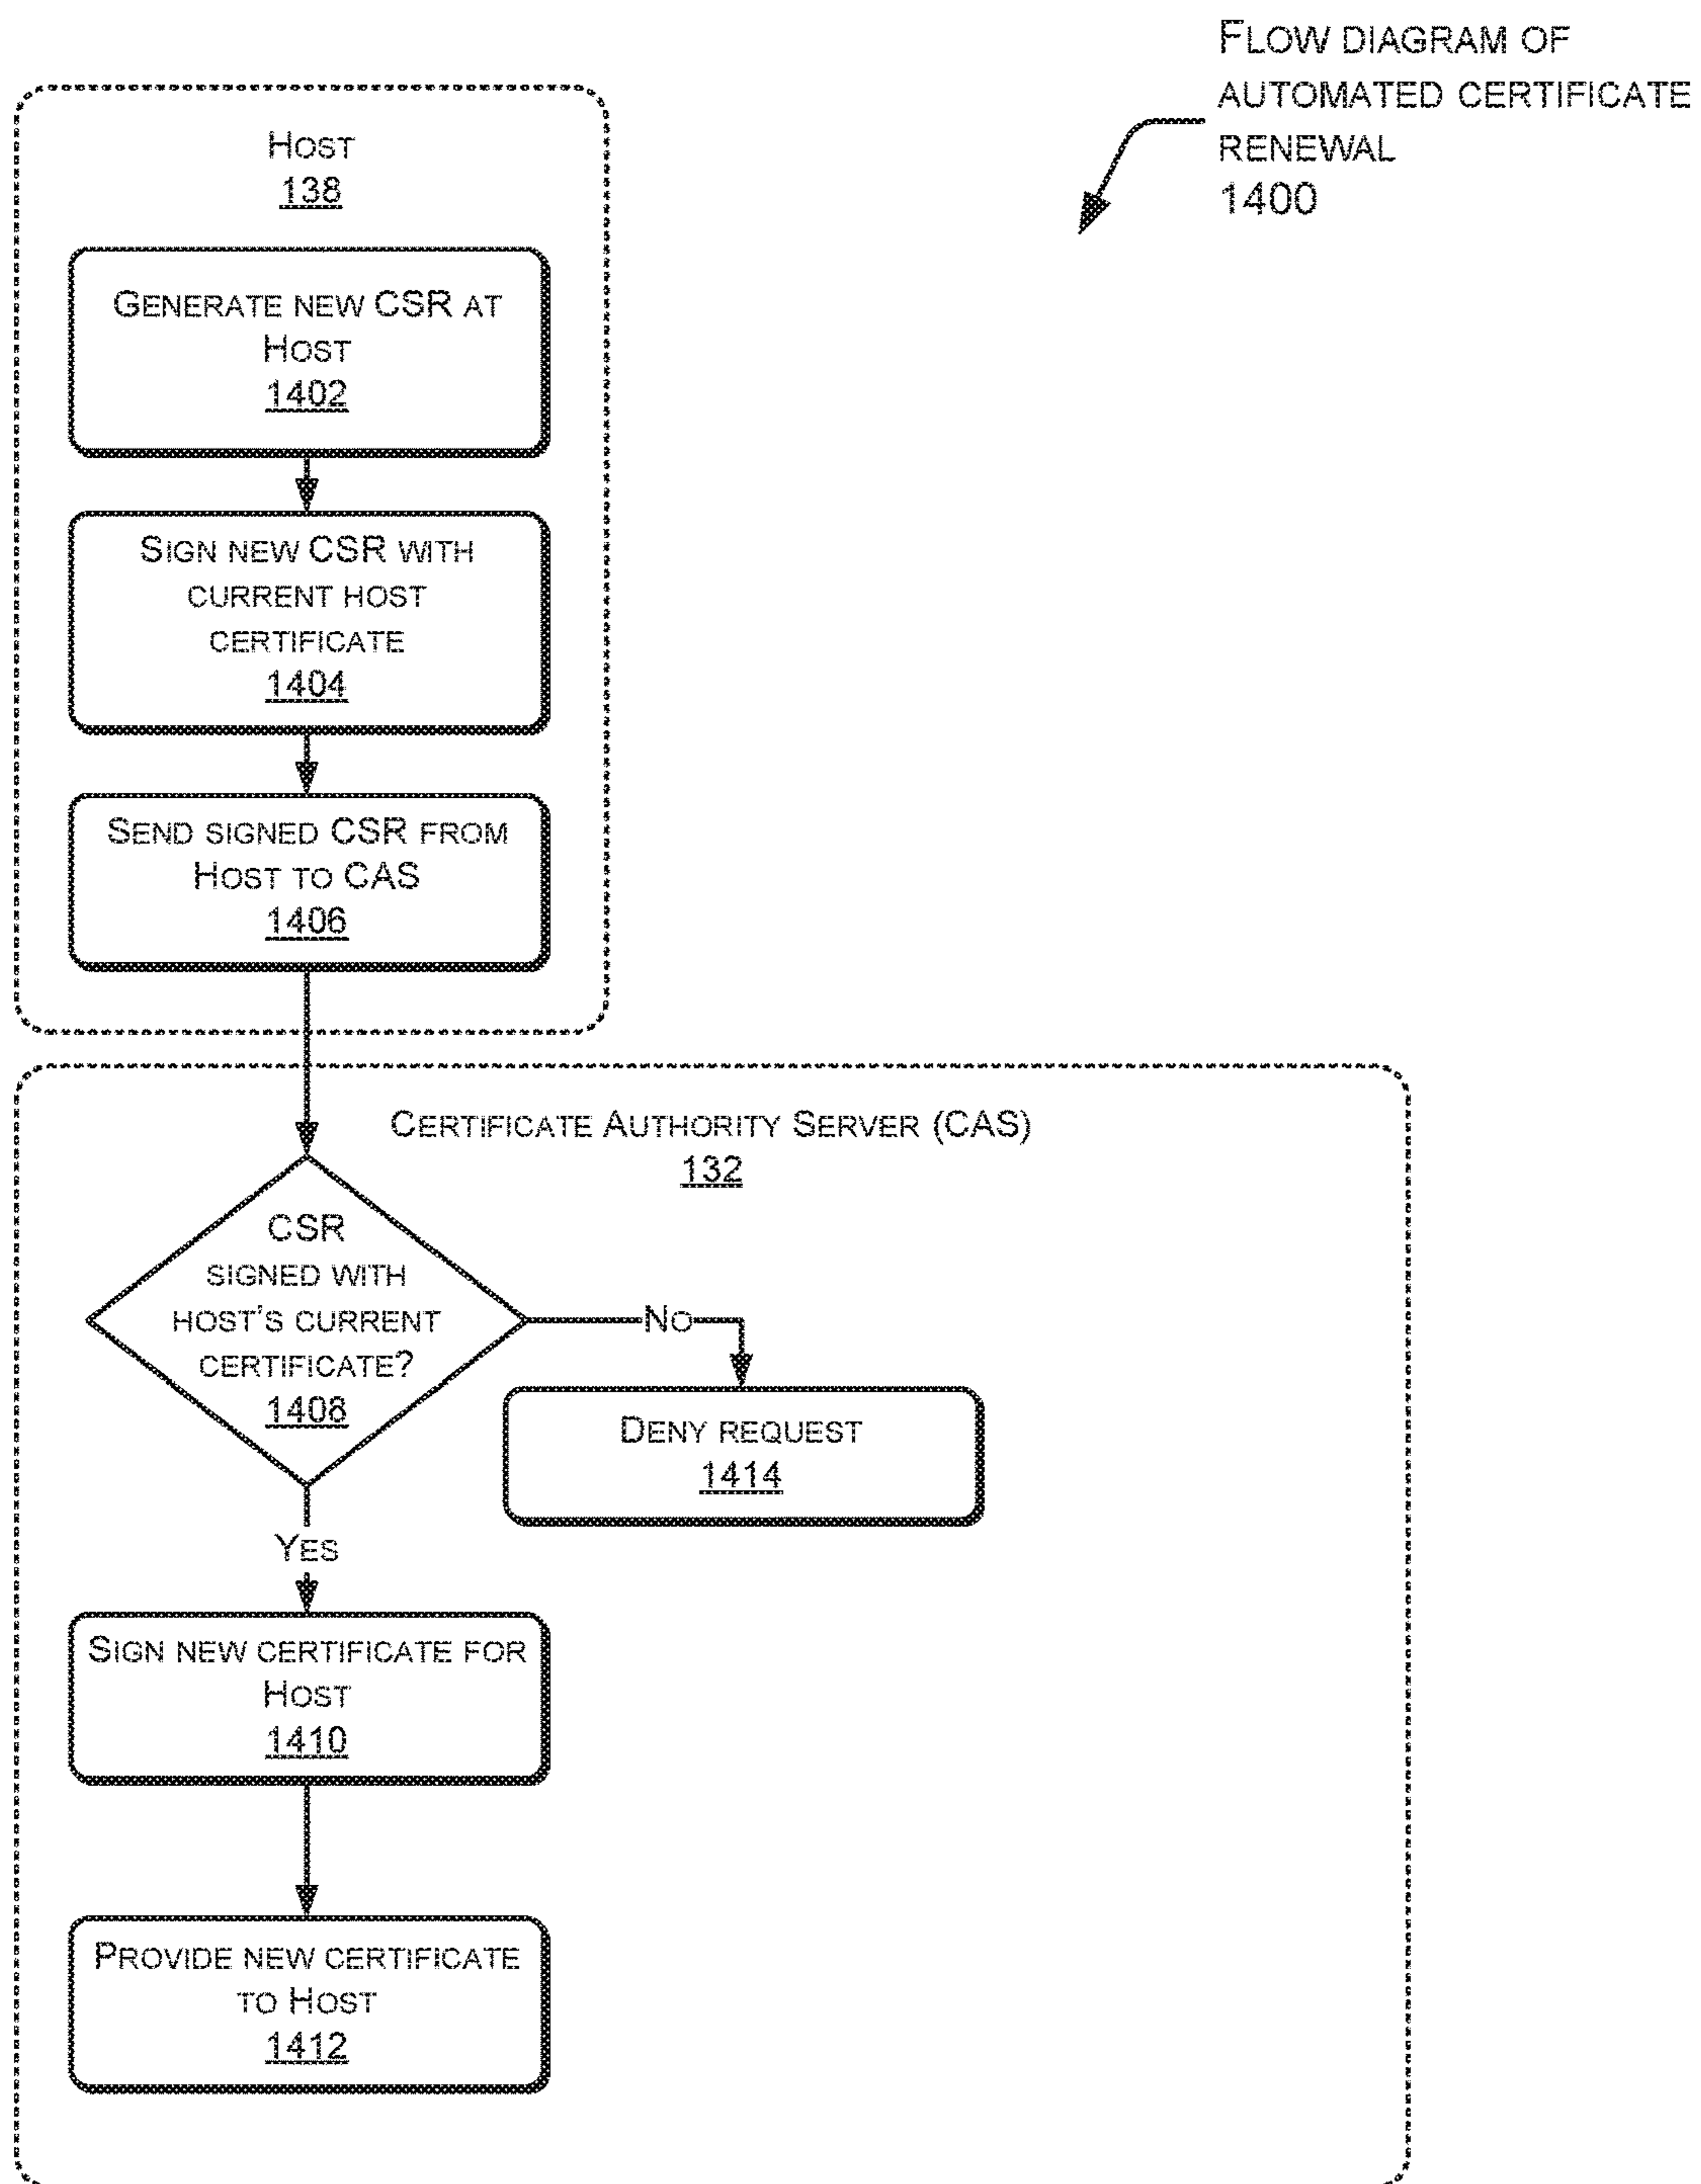 FLOW DIAGRAM OF
AUTOMATED CERTIFICATE
RENEWAL
1400
HOST
138
GENERATE NEW CSR AT
HOST
1402
SIGN NEW CSR WITH
CURRENT HOST
CERTIFICATE
1404
SEND SIGNED CSR FROM
HOST TO CAS
1406
CERTIFICATE AUTHORITY SERVER (CAS)
132
CSR
SIGNED WITH
HOST'S CURRENT
CERTIFICATE?
1408
NO
DENY REQUEST
1414
YES
SIGN NEW CERTIFICATE FOR
HOST
1410
PROVIDE NEW CERTIFICATE
TO HOST
1412